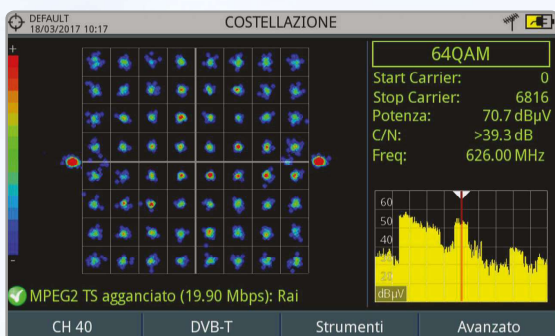 DEFAULT
18/03/2017 10:17
COSTELLAZIONE
+
-
64QAM
Start Carrier: 0
Stop Carrier: 6816
Potenza: 70.7 dBµV
C/N: >39.3 dB
Freq: 626.00 MHz
60
50
40
30
20
dBµV
MPEG2 TS agganciato (19.90 Mbps): Rai
CH 40
DVB-T
Strumenti
Avanzato